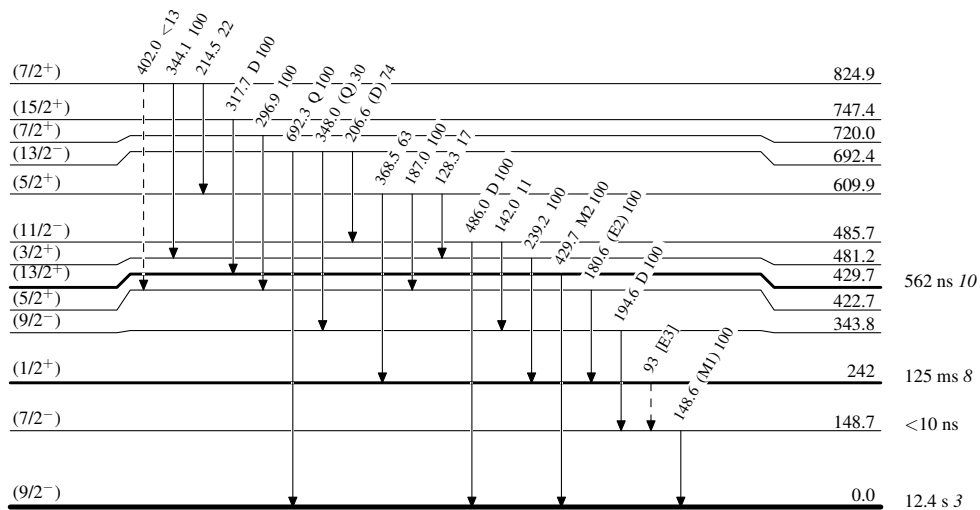 402.0 <13
344.1 100
214.5 22
317.7 D 100
296.9 100
692.3 Q 100
348.0 (Q) 30
206.6 (D) 74
368.5 63
187.0 100
128.3 17
486.0 D 100
142.0 11
239.2 100
429.7 M2 100
180.6 (E2) 100
194.6 D 100
93 [E3]
148.6 (M1) 100
(7/2⁺) 824.9
(15/2⁺) 747.4
(7/2⁺) 720.0
(13/2⁻) 692.4
(5/2⁺) 609.9
(11/2⁻) 485.7
(3/2⁺) 481.2
(13/2⁺) 429.7 562 ns 10
(5/2⁺) 422.7
(9/2⁻) 343.8
(1/2⁺) 242 125 ms 8
(7/2⁻) 148.7 <10 ns
(9/2⁻) 0.0 12.4 s 3